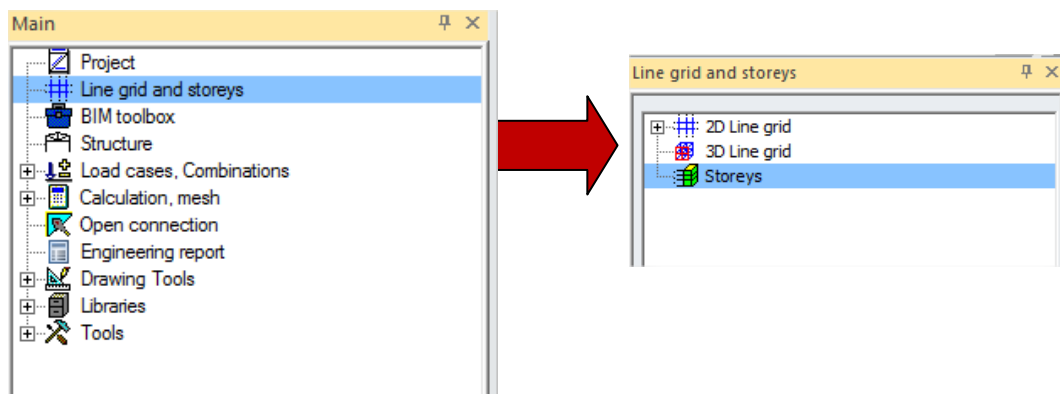 Main
Project
Line grid and storeys
BIM toolbox
Structure
Load cases, Combinations
Calculation, mesh
Open connection
Engineering report
Drawing Tools
Libraries
Tools
Line grid and storeys
2D Line grid
3D Line grid
Storeys